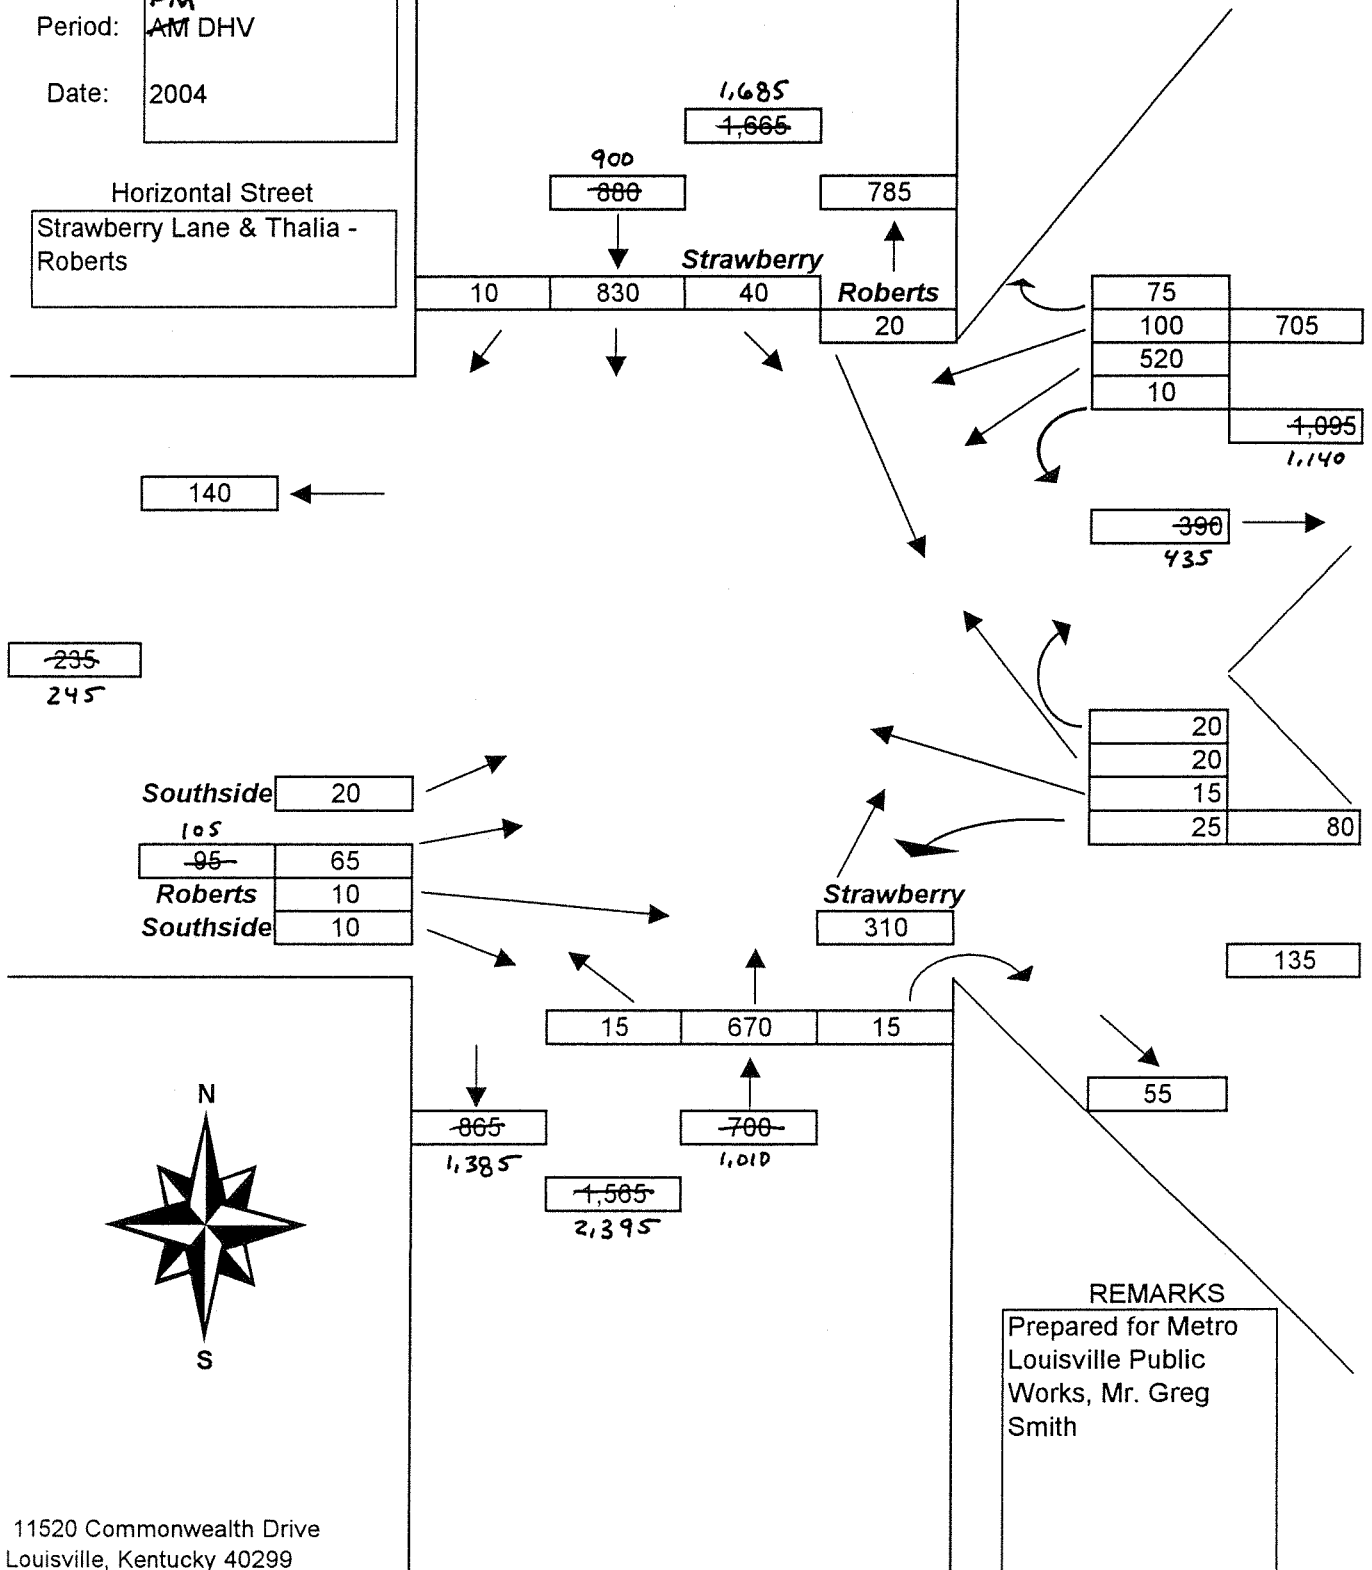 PM
Period: AM DHV
Date: 2004
1,685
1,665
900
880
785
Horizontal Street
Strawberry Lane & Thalia -
Roberts
Strawberry
10 830 40 Roberts
20
75
100 705
520
10
1,095
1,140
140
390
435
235
245
20
20
15
25 80
Southside 20
105
95 65
Roberts 10
Southside 10
Strawberry
310
135
15 670 15
55
N
865 700
1,385 1,010
1,565
2,395
S
REMARKS
Prepared for Metro
Louisville Public
Works, Mr. Greg
Smith
11520 Commonwealth Drive
Louisville, Kentucky 40299